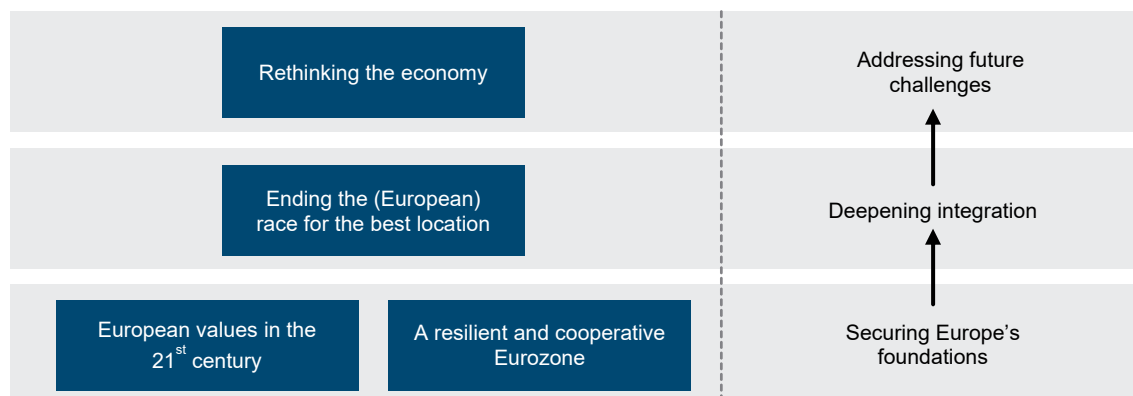 Rethinking the economy
Addressing future
challenges
Ending the (European)
race for the best location
Deepening integration
European values in the
21st century
A resilient and cooperative
Eurozone
Securing Europe’s
foundations